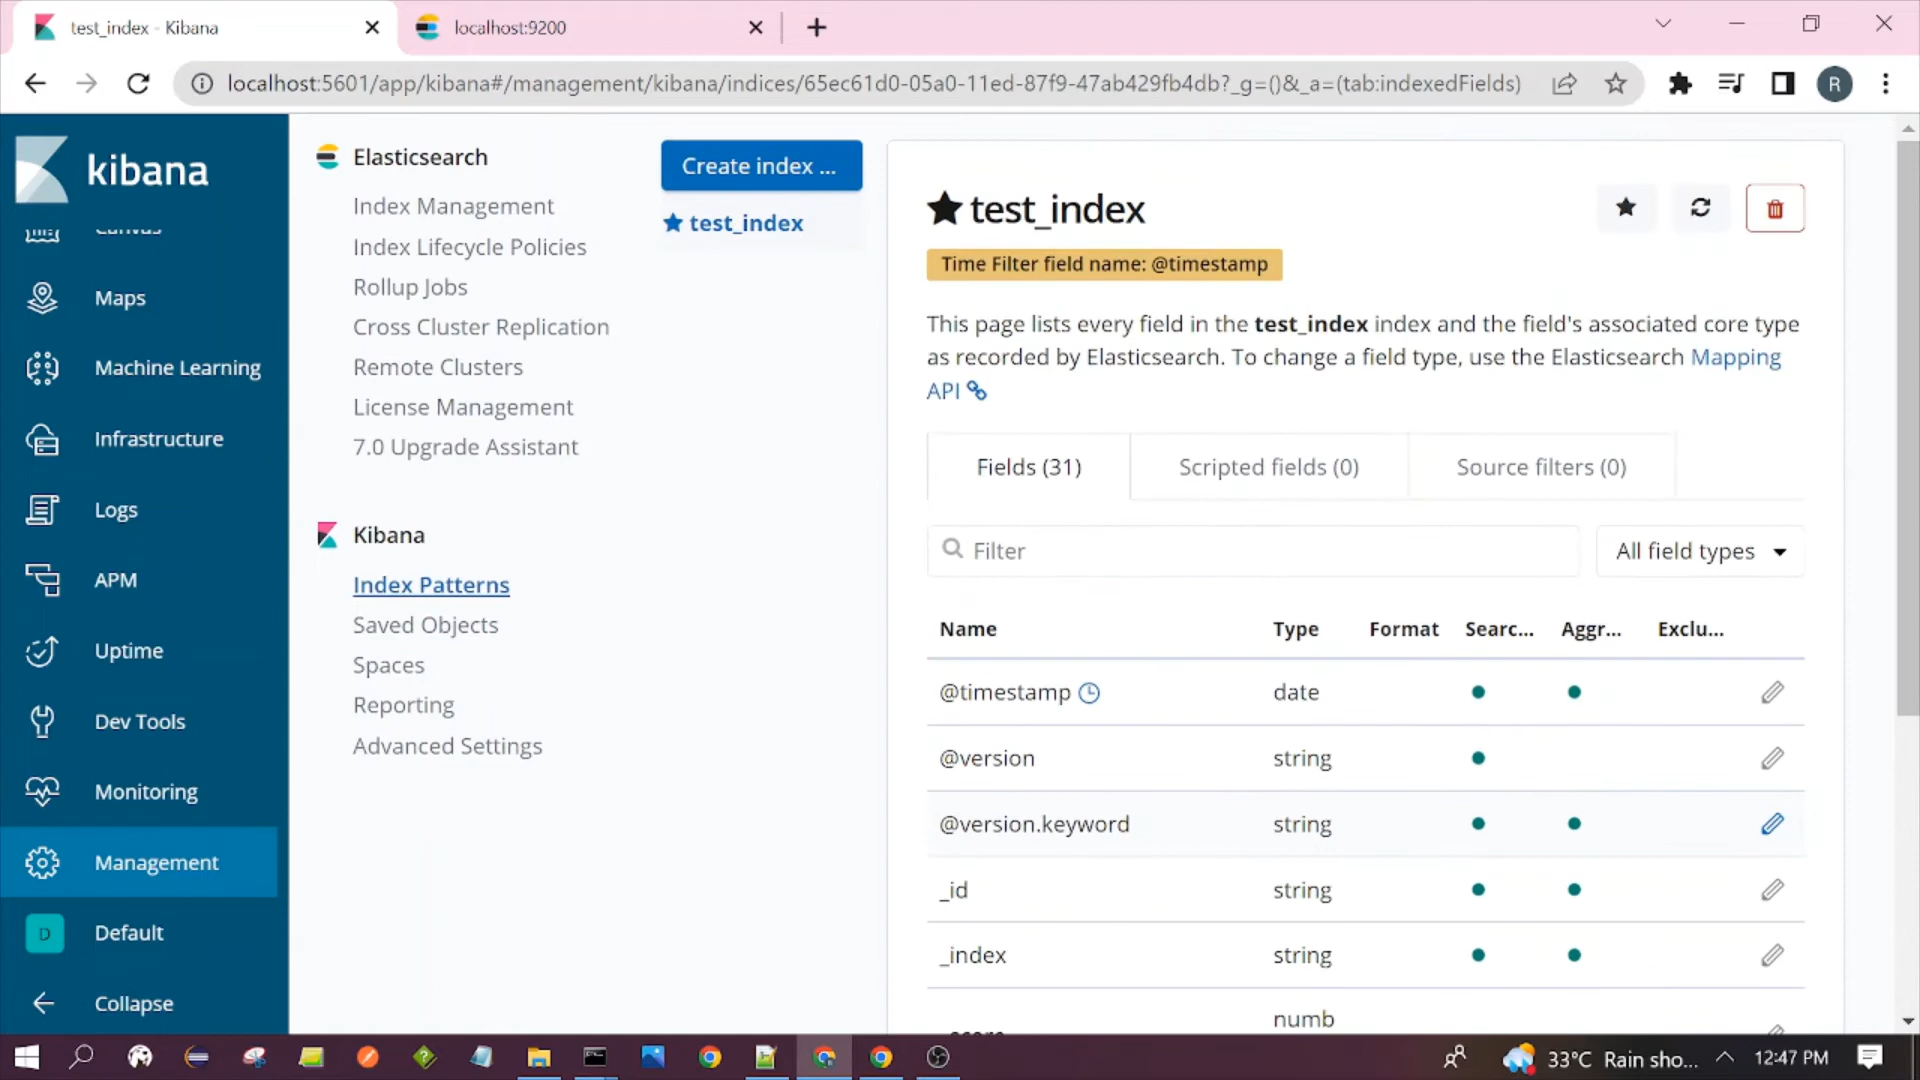 test_index - Kibana
localhost:9200
localhost:5601/app/kibana#/management/kibana/indices/65ec61d0-05a0-11ed-87f9-47ab429fb4db?_g=()&_a=(tab:indexedFields)
R
kibana
Canvas
Maps
Machine Learning
Infrastructure
Logs
APM
Uptime
Dev Tools
Monitoring
Management
D
Default
Collapse
Elasticsearch
Index Management
Index Lifecycle Policies
Rollup Jobs
Cross Cluster Replication
Remote Clusters
License Management
7.0 Upgrade Assistant
Kibana
Index Patterns
Saved Objects
Spaces
Reporting
Advanced Settings
Create index ...
test_index
test_index
Time Filter field name: @timestamp
This page lists every field in the test_index index and the field's associated core type
as recorded by Elasticsearch. To change a field type, use the Elasticsearch Mapping
API
Fields (31)
Scripted fields (0)
Source filters (0)
Filter
All field types
Name Type Format Searc... Aggr... Exclu...
@timestamp date
@version string
@version.keyword string
_id string
_index string
_score numb
33°C Rain sho...
12:47 PM